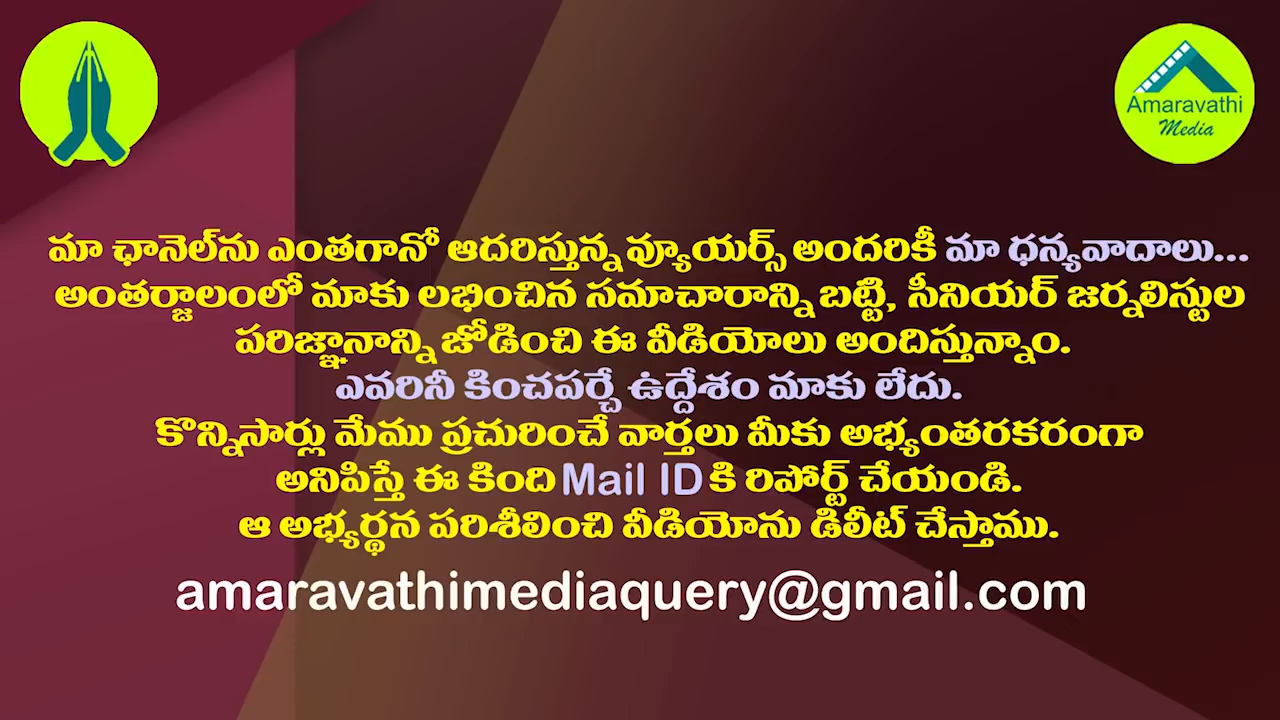 Amaravathi
Media
మా ఛానెల్‌ను ఎంతగానో ఆదరిస్తున్న వ్యూయర్స్ అందరికీ మా ధన్యవాదాలు...
అంతర్జాలంలో మాకు లభించిన సమాచారాన్ని బట్టి, సీనియర్ జర్నలిస్టుల
పరిజ్ఞానాన్ని జోడించి ఈ వీడియోలు అందిస్తున్నాం.
ఎవరినీ కించపర్చే ఉద్దేశం మాకు లేదు.
కొన్నిసార్లు మేము ప్రచురించే వార్తలు మీకు అభ్యంతరకరంగా
అనిపిస్తే ఈ కింది Mail ID కి రిపోర్ట్ చేయండి.
ఆ అభ్యర్థన పరిశీలించి వీడియోను డిలీట్ చేస్తాము.
amaravathimediaquery@gmail.com